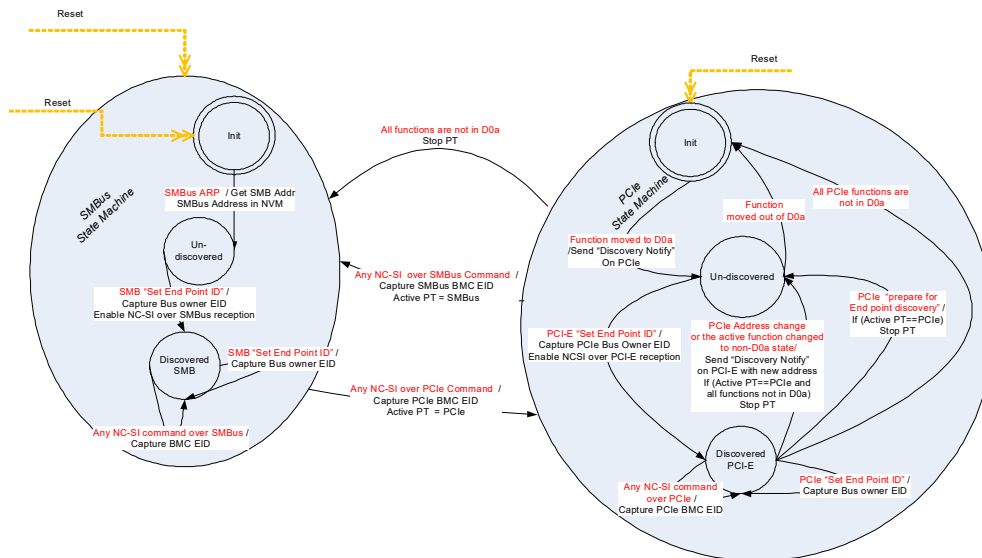 Reset
Reset
Init
SMBus ARP / Get SMB Addr
SMBus Address in NVM
SMBus
State Machine
Un-
discovered
SMB “Set End Point ID” /
Capture Bus owner EID
Enable NC-SI over SMBus reception
Discovered
SMB
SMB “Set End Point ID” /
Capture Bus owner EID
Any NC-SI command over SMBus /
Capture BMC EID
All functions are not in D0a
Stop PT
Any NC-SI over SMBus Command /
Capture SMBus BMC EID
Active PT = SMBus
Any NC-SI over PCIe Command /
Capture PCIe BMC EID
Active PT = PCIe
Reset
Init
PCIe
State Machine
All PCIe functions are
not in D0a
Function
moved out of D0a
Function moved to D0a
/Send “Discovery Notify”
On PCIe
Un-discovered
PCIe “prepare for
End point discovery” /
If (Active PT==PCIe)
Stop PT
PCI-E “Set End Point ID” /
Capture PCIe Bus Owner EID
Enable NCSI over PCI-E reception
PCIe Address change
or the active function changed
to non-D0a state/
Send “Discovery Notify”
on PCI-E with new address
If (Active PT==PCIe and
all functions not in D0a)
Stop PT
Discovered
PCI-E
Any NC-SI command
over PCIe /
Capture PCIe BMC EID
PCIe “Set End Point ID” /
Capture Bus owner EID